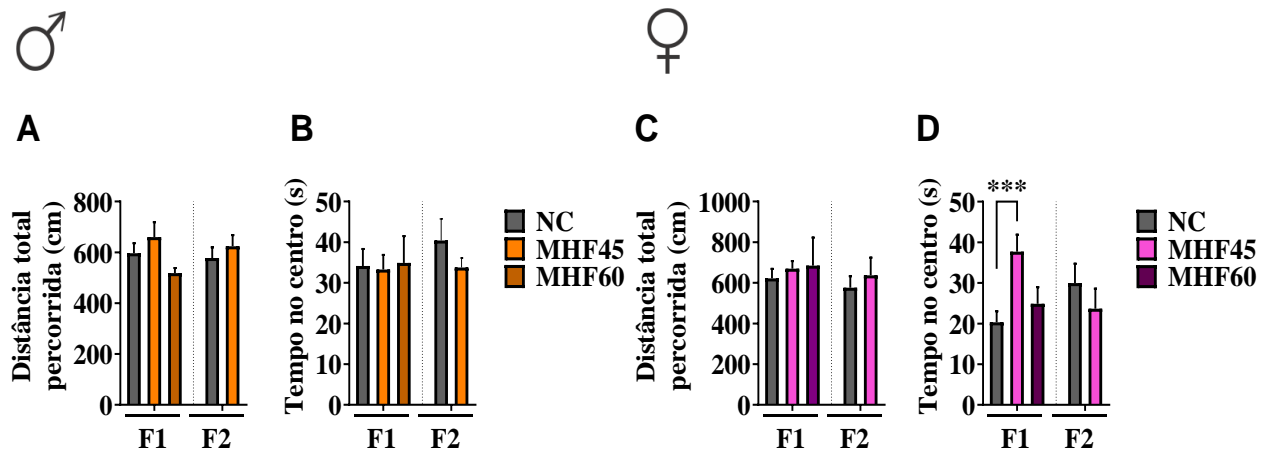 ♂
♀
A
B
C
D
Distância total
percorrida (cm)
800
600
400
200
0
F1
F2
Tempo no centro (s)
50
40
30
20
10
0
F1
F2
NC
MHF45
MHF60
Distância total
percorrida (cm)
1000
800
600
400
200
0
F1
F2
Tempo no centro (s)
50
40
30
20
10
0
***
F1
F2
NC
MHF45
MHF60